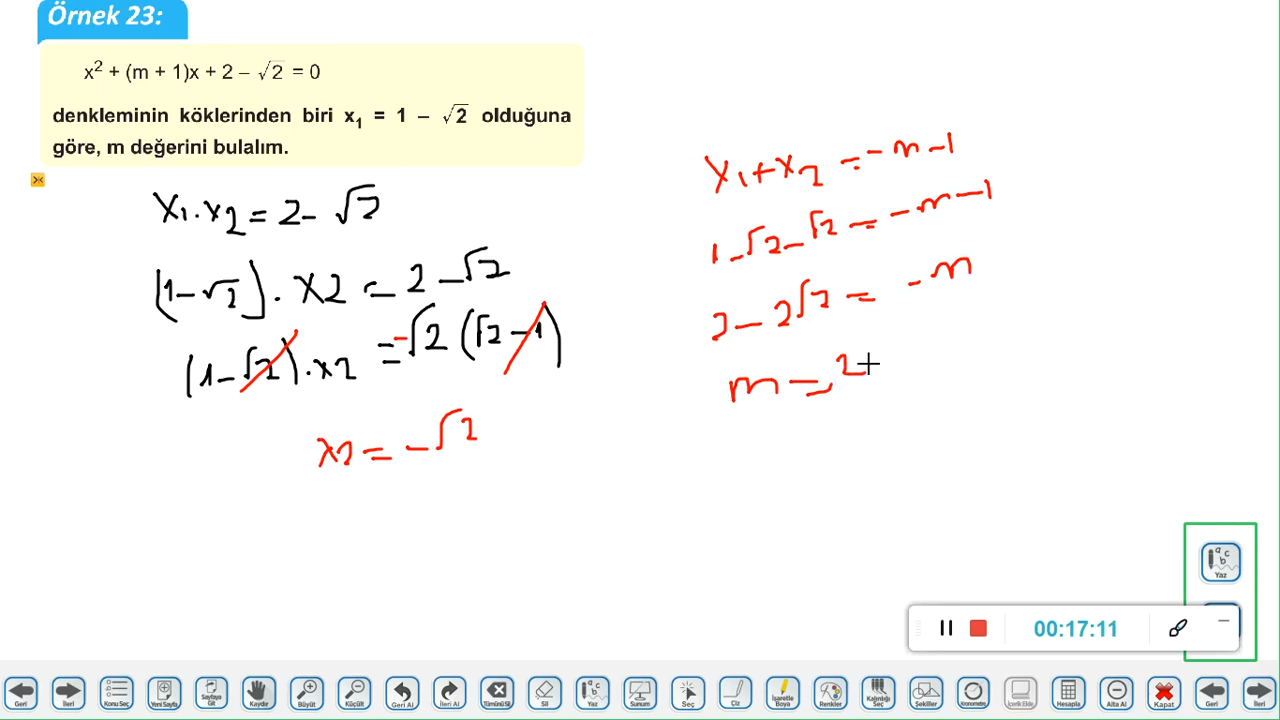 Örnek 23:
x² + (m + 1)x + 2 – √2 = 0
denkleminin köklerinden biri x₁ = 1 – √2 olduğuna
göre, m değerini bulalım.
x₁.x₂ = 2 - √2
(1-√2). x2 = 2 - √2
(1-√2).x2 = -√2 (√2 - 1)
x2 = -√2
x₁+x₂ = -m-1
1-√2-√2 = -m-1
2-2√2 = -m
m = 2
Yaz
00:17:11
Geri
İleri
Konu Seç
Yeni Sayfa
Sayfaya Git
Kaydır
Büyüt
Küçült
Geri Al
İleri Al
Tümünü Sil
Sil
Yaz
Sunum
Seç
Çiz
İşaretle Boya
Renkler
Kalınlığı Seç
Şekiller
Kronometre
İçerik Ekle
Hesapla
Alta Al
Kapat
Geri
İleri